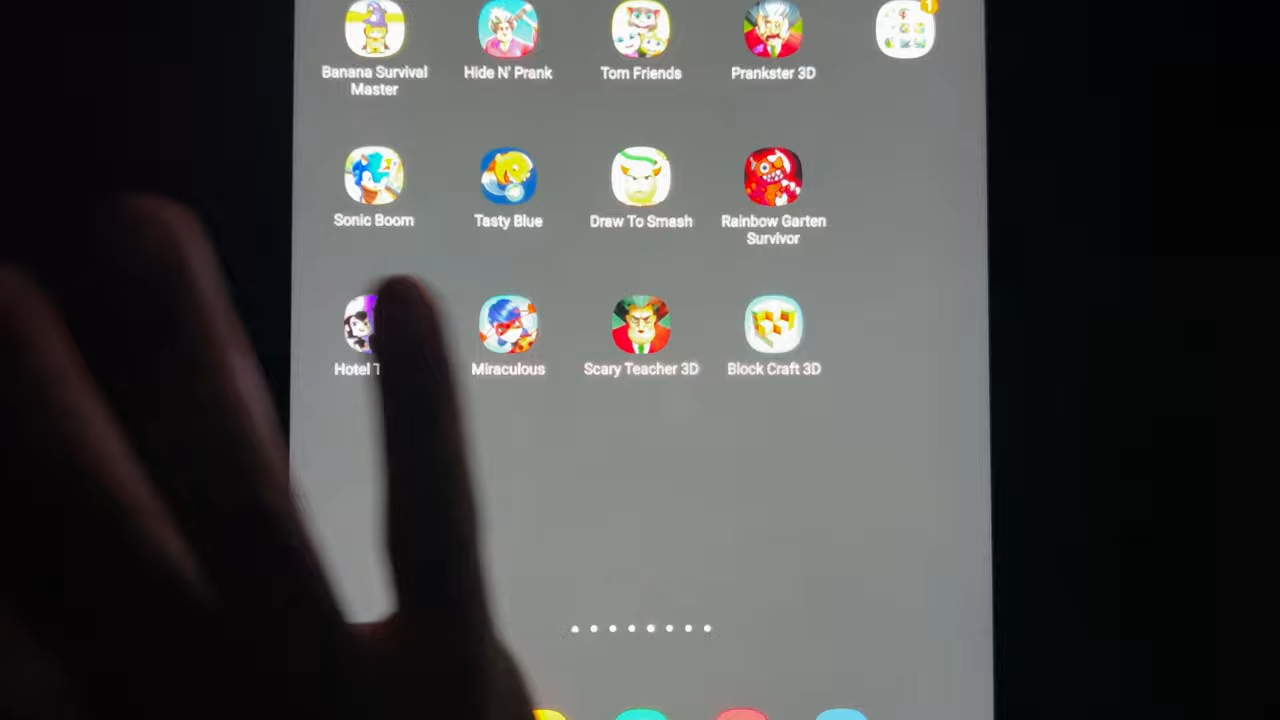 1
Banana Survival
Master
Hide N' Prank
Tom Friends
Prankster 3D
Sonic Boom
Tasty Blue
Draw To Smash
Rainbow Garten
Survivor
Hotel
Miraculous
Scary Teacher 3D
Block Craft 3D